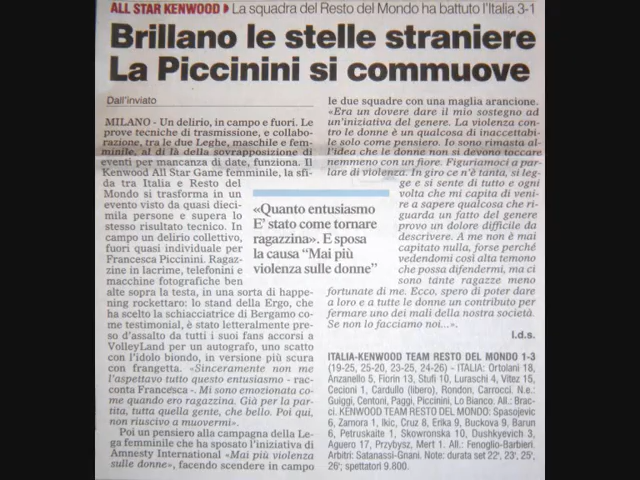 ALL STAR KENWOOD La squadra del Resto del Mondo ha battuto l'Italia 3-1
Brillano le stelle straniere
La Piccinini si commuove
Dall'inviato
MILANO - Un delirio, in campo e fuori. Le
prove tecniche di trasmissione, e collabo-
razione, tra le due Leghe, maschile e fem-
minile, al di là della sovrapposizione di
eventi per mancanza di date, funziona. Il
Kenwood All Star Game femminile, la sfi-
da tra Italia e Resto del
Mondo si trasforma in un
evento visto da quasi dieci-
mila persone e supera lo
stesso risultato tecnico. In
campo un delirio collettivo,
fuori quasi individuale per
Francesca Piccinini. Ragaz-
zine in lacrime, telefonini e
macchine fotografiche ben
alte sopra la testa, in una sorta di happe-
ning rockettaro: lo stand della Ergo, che
ha scelto la schiacciatrice di Bergamo co-
me testimonial, è stato letteralmente pre-
so d'assalto da tutti i suoi fans accorsi a
VolleyLand per un autografo, uno scatto
con l'idolo biondo, in versione più scura
con frangetta. «Sinceramente non me
l'aspettavo tutto questo entusiasmo - rac-
conta Francesca -. Mi sono emozionata
come quando ero ragazzina. Già per la par-
tita, tutta quella gente, che bello. Poi qui,
non riuscivo a muovermi».
Poi un pensiero alla campagna della Le-
ga femminile che ha sposato l'iniziativa di
Amnesty International «Mai più violenza
sulle donne», facendo scendere in campo
«Quanto entusiasmo
E' stato come tornare
ragazzina». E sposa
la causa "Mai più
violenza sulle donne"
le due squadre con una maglia arancione.
«Era un dovere dare il mio sostegno ad
un'iniziativa del genere. La violenza con-
tro le donne è un qualcosa di inaccettabi-
le solo come pensiero. Io sono rimasta al-
l'idea che le donne non si devono toccare
nemmeno con un fiore. Figuriamoci a par-
lare di violenza. In giro ce n'è tanta, si leg-
ge e si sente di tutto e ogni
volta che mi capita di veni-
re a sapere qualcosa che ri-
guarda un fatto del genere
provo un dolore difficile da
descrivere. A me non è mai
capitato nulla, forse perché
vedendomi così alta temono
che possa difendermi, ma ci
sono tante ragazze meno
fortunate di me. Ecco, spero di poter dare
a loro e a tutte le donne un contributo per
fermare uno dei mali della nostra società.
Se non lo facciamo noi...».
l.d.s.
ITALIA-KENWOOD TEAM RESTO DEL MONDO 1-3
(19-25, 25-20, 23-25, 24-26) - ITALIA: Ortolani 18,
Anzanello 5, Fiorin 13, Stufi 10, Luraschi 4, Vitez 15,
Cecioni 1, Cardullo (libero), Rondon, Carrocci. N.e.:
Guiggi, Centoni, Paggi, Piccinini, Lo Bianco. All.: Brac-
ci. KENWOOD TEAM RESTO DEL MONDO: Spasojevic
6, Zamora 1, Ikic, Cruz 8, Erika 9, Buckova 9, Barun
6, Petruskaite 1, Skowronska 10, Dushkyevich 3,
Aguero 17, Przybysz, Mert 1. All.: Fenoglio-Barbieri.
Arbitri: Satanassi-Gnani. Note: durata set 22', 23', 25',
26'; spettatori 9.800.